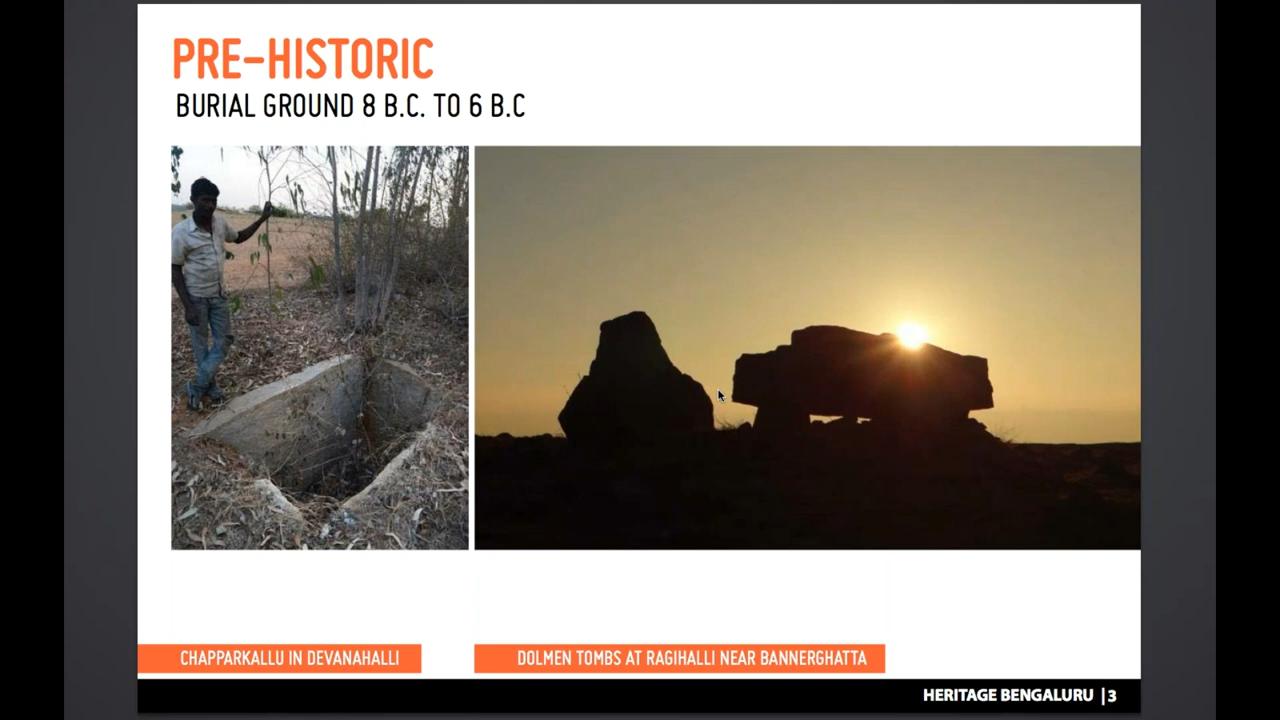 PRE-HISTORIC
BURIAL GROUND 8 B.C. TO 6 B.C
CHAPPARKALLU IN DEVANAHALLI
DOLMEN TOMBS AT RAGIHALLI NEAR BANNERGHATTA
HERITAGE BENGALURU |3